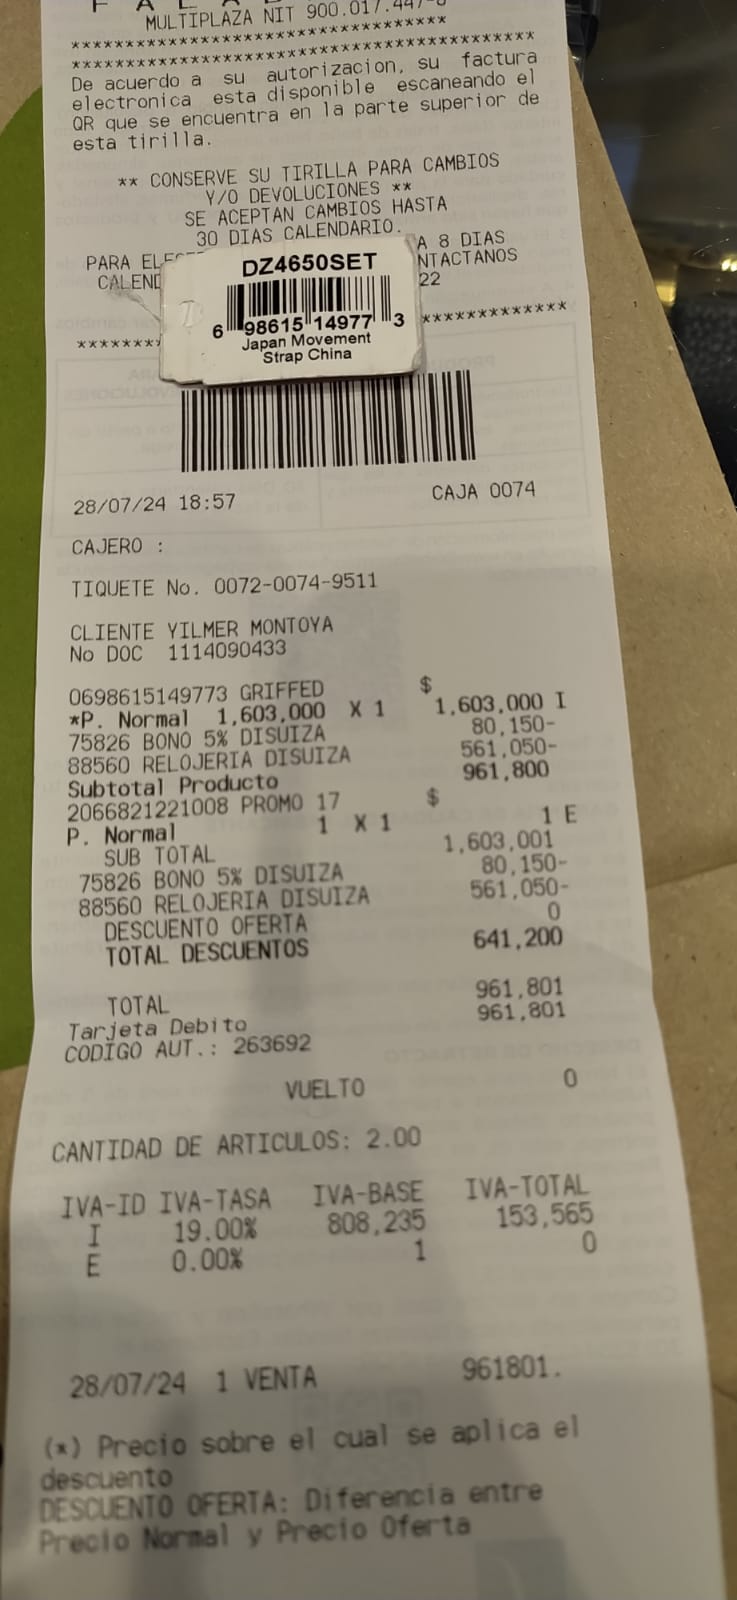 MULTIPLAZA NIT 900.017.447-8
***********************************
*******************************************
De acuerdo a su autorizacion, su factura
electronica esta disponible escaneando el
QR que se encuentra en la parte superior de
esta tirilla.
** CONSERVE SU TIRILLA PARA CAMBIOS
Y/O DEVOLUCIONES **
SE ACEPTAN CAMBIOS HASTA
30 DIAS CALENDARIO.
PARA A 8 DIAS
NTACTANOS
22
DZ4650SET
6 98615 14977 3
Japan Movement
Strap China
28/07/24 18:57 CAJA 0074
CAJERO :
TIQUETE No. 0072-0074-9511
CLIENTE YILMER MONTOYA
No DOC 1114090433
0698615149773 GRIFFED $
*P. Normal 1,603,000 X 1 1,603,000 I
75826 BONO 5% DISUIZA 80,150-
88560 RELOJERIA DISUIZA 561,050-
Subtotal Producto 961,800
2066821221008 PROMO 17 $
P. Normal 1 X 1 1 E
SUB TOTAL 1,603,001
75826 BONO 5% DISUIZA 80,150-
88560 RELOJERIA DISUIZA 561,050-
DESCUENTO OFERTA 0
TOTAL DESCUENTOS 641,200
TOTAL 961,801
Tarjeta Debito 961,801
CODIGO AUT.: 263692
VUELTO 0
CANTIDAD DE ARTICULOS: 2.00
IVA-ID IVA-TASA IVA-BASE IVA-TOTAL
I 19.00% 808,235 153,565
E 0.00% 1 0
28/07/24 1 VENTA 961801.
(*) Precio sobre el cual se aplica el
descuento
DESCUENTO OFERTA: Diferencia entre
Precio Normal y Precio Oferta